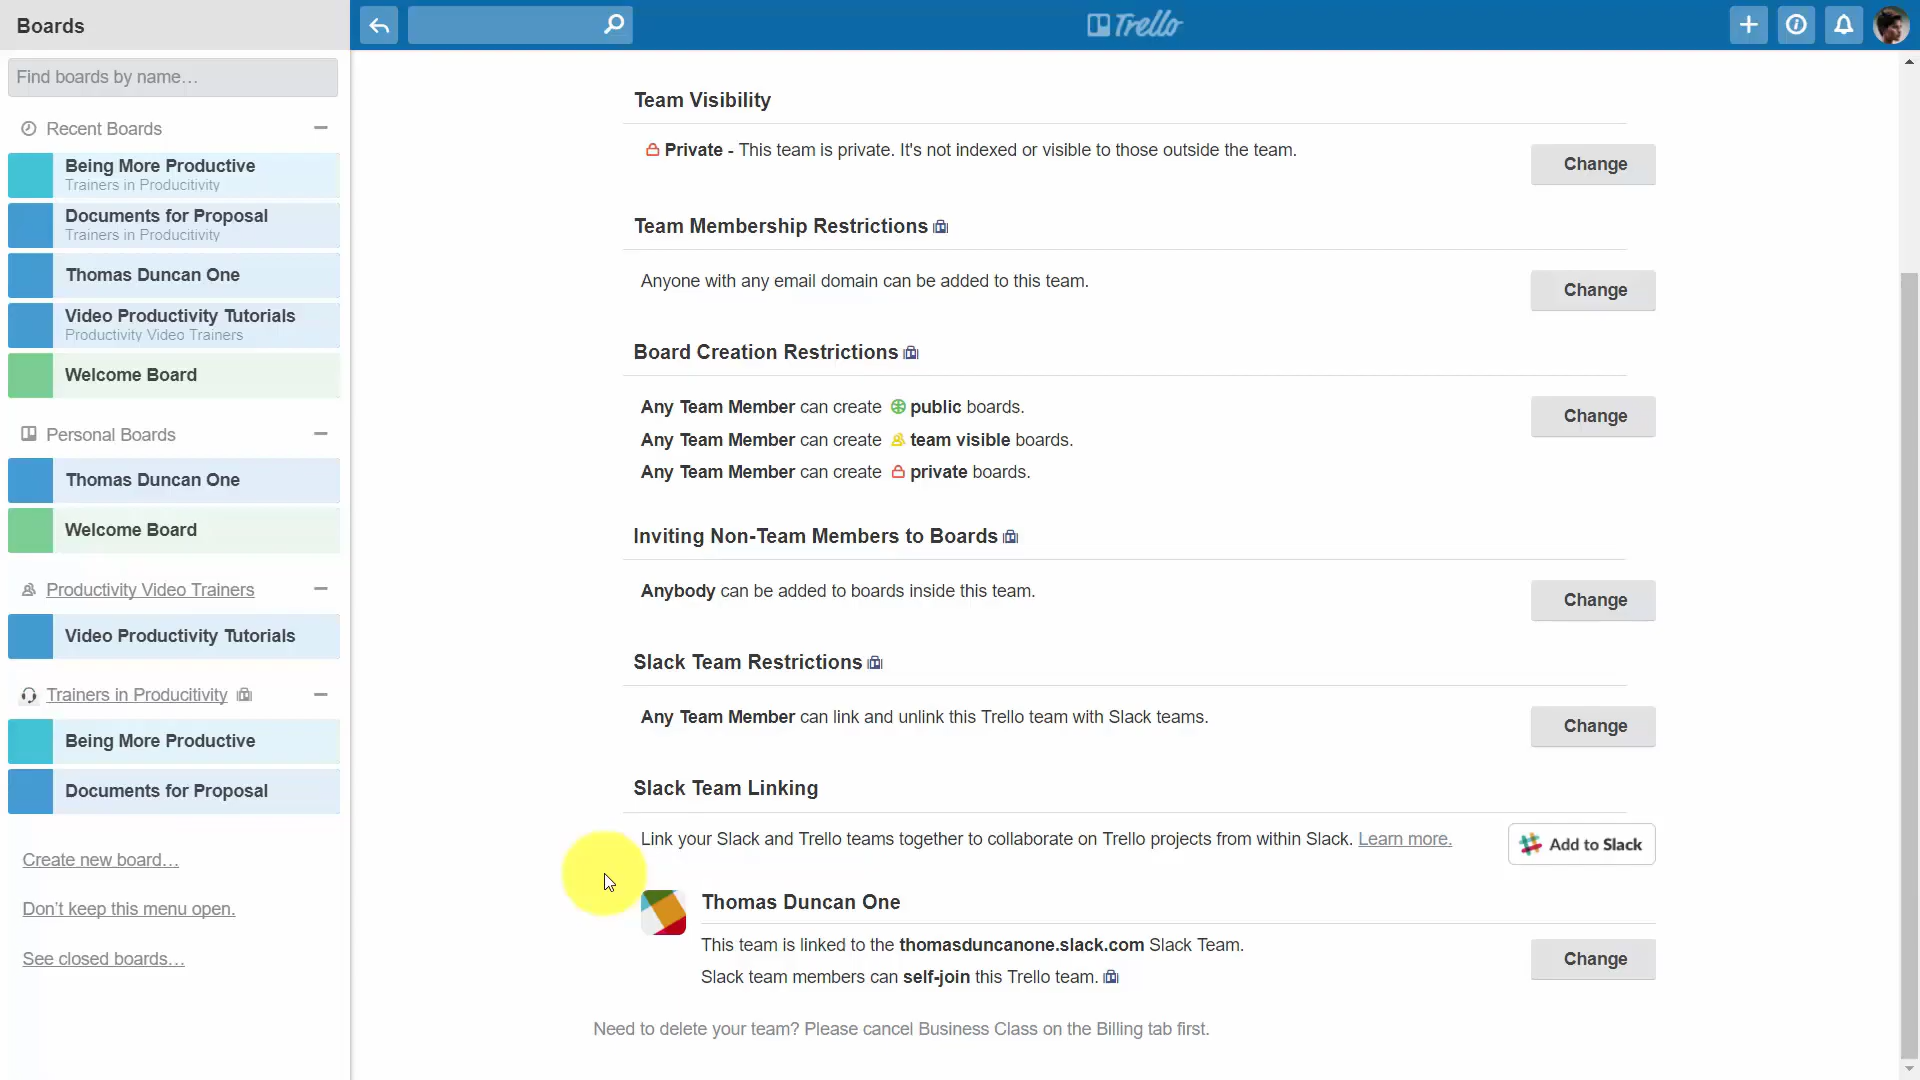 Boards
Trello
Find boards by name…
Recent Boards
Being More Productive
Trainers in Producitivity
Documents for Proposal
Trainers in Producitivity
Thomas Duncan One
Video Productivity Tutorials
Productivity Video Trainers
Welcome Board
Personal Boards
Thomas Duncan One
Welcome Board
Productivity Video Trainers
Video Productivity Tutorials
Trainers in Producitivity
Being More Productive
Documents for Proposal
Create new board…
Don't keep this menu open.
See closed boards…
Team Visibility
Private - This team is private. It's not indexed or visible to those outside the team.
Change
Team Membership Restrictions
Anyone with any email domain can be added to this team.
Change
Board Creation Restrictions
Any Team Member can create public boards.
Change
Any Team Member can create team visible boards.
Any Team Member can create private boards.
Inviting Non-Team Members to Boards
Anybody can be added to boards inside this team.
Change
Slack Team Restrictions
Any Team Member can link and unlink this Trello team with Slack teams.
Change
Slack Team Linking
Link your Slack and Trello teams together to collaborate on Trello projects from within Slack. Learn more.
Add to Slack
Thomas Duncan One
This team is linked to the thomasduncanone.slack.com Slack Team.
Change
Slack team members can self-join this Trello team.
Need to delete your team? Please cancel Business Class on the Billing tab first.